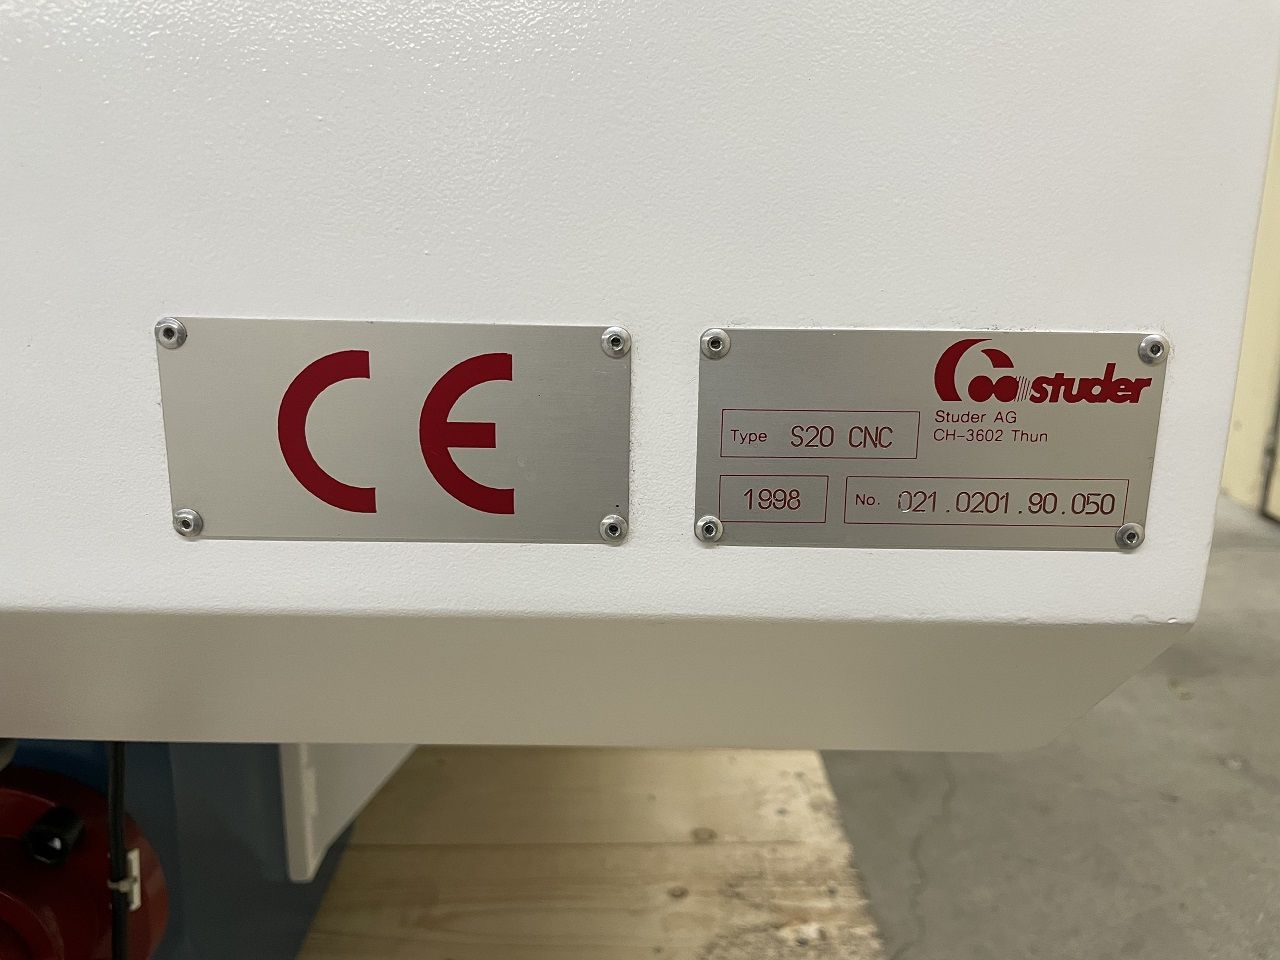 CE
studer
Studer AG
CH-3602 Thun
Type S20 CNC
1998 No. 021.0201.90.050